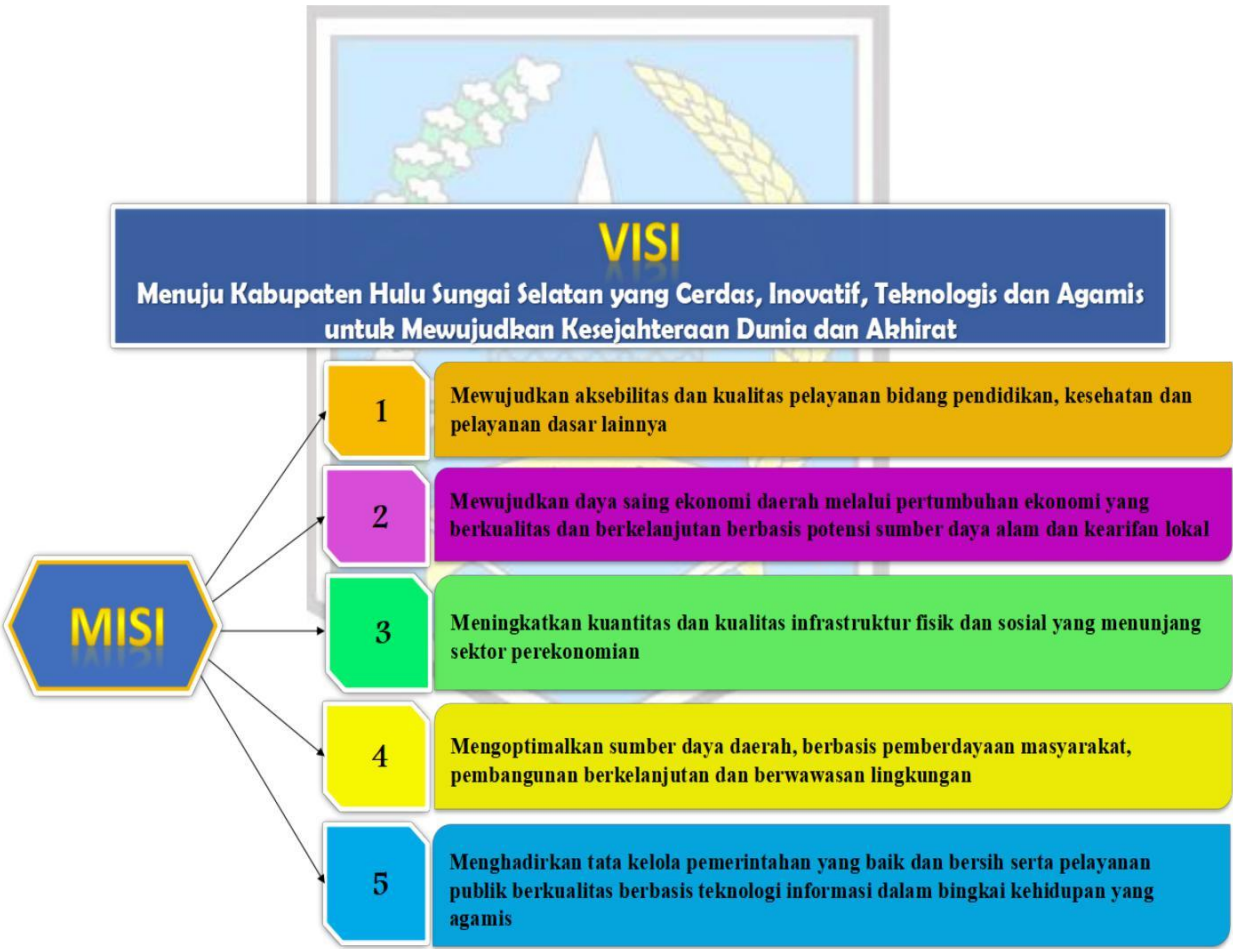 VISI
Menuju Kabupaten Hulu Sungai Selatan yang Cerdas, Inovatif, Teknologis dan Agamis
untuk Mewujudkan Kesejahteraan Dunia dan Akhirat
MISI
1
Mewujudkan aksebilitas dan kualitas pelayanan bidang pendidikan, kesehatan dan
pelayanan dasar lainnya
2
Mewujudkan daya saing ekonomi daerah melalui pertumbuhan ekonomi yang
berkualitas dan berkelanjutan berbasis potensi sumber daya alam dan kearifan lokal
3
Meningkatkan kuantitas dan kualitas infrastruktur fisik dan sosial yang menunjang
sektor perekonomian
4
Mengoptimalkan sumber daya daerah, berbasis pemberdayaan masyarakat,
pembangunan berkelanjutan dan berwawasan lingkungan
5
Menghadirkan tata kelola pemerintahan yang baik dan bersih serta pelayanan
publik berkualitas berbasis teknologi informasi dalam bingkai kehidupan yang
agamis